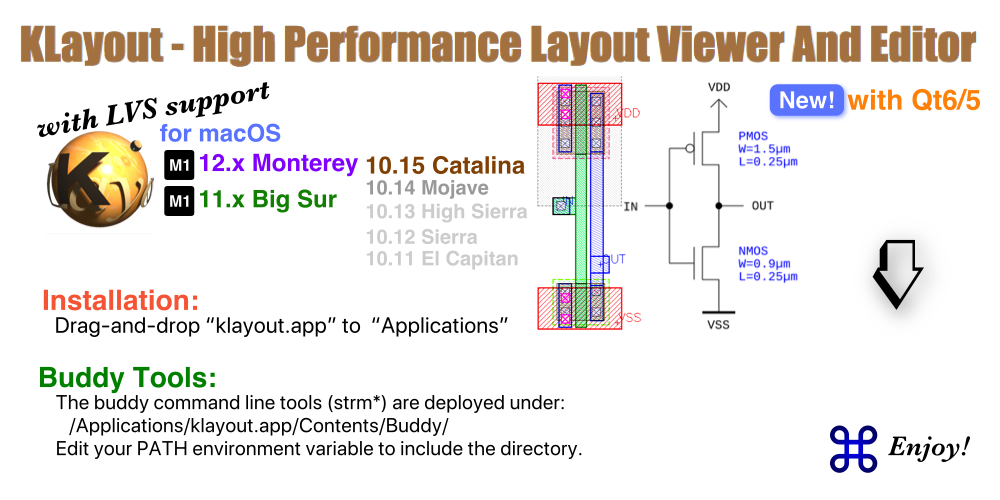 KLayout - High Performance Layout Viewer And Editor
with LVS support
for macOS
M1 12.x Monterey
M1 11.x Big Sur
10.15 Catalina
10.14 Mojave
10.13 High Sierra
10.12 Sierra
10.11 El Capitan
VDD
IN
OUT
VSS
VDD
PMOS
W=1.5µm
L=0.25µm
IN
OUT
NMOS
W=0.9µm
L=0.25µm
VSS
New! with Qt6/5
Installation:
Drag-and-drop “klayout.app” to “Applications”
Buddy Tools:
The buddy command line tools (strm*) are deployed under:
/Applications/klayout.app/Contents/Buddy/
Edit your PATH environment variable to include the directory.
⌘ Enjoy!